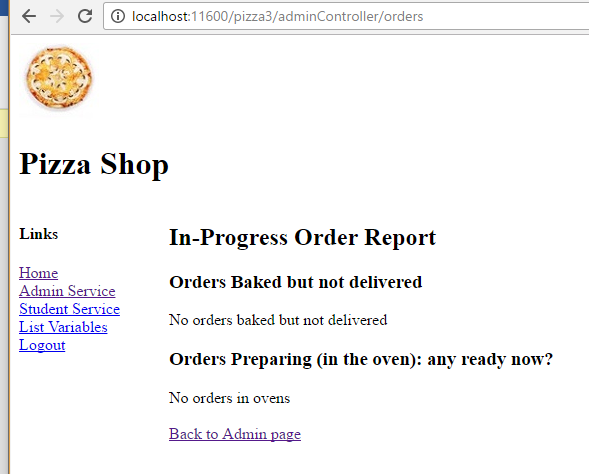 localhost:11600/pizza3/adminController/orders
Pizza Shop
Links
Home
Admin Service
Student Service
List Variables
Logout
In-Progress Order Report
Orders Baked but not delivered
No orders baked but not delivered
Orders Preparing (in the oven): any ready now?
No orders in ovens
Back to Admin page